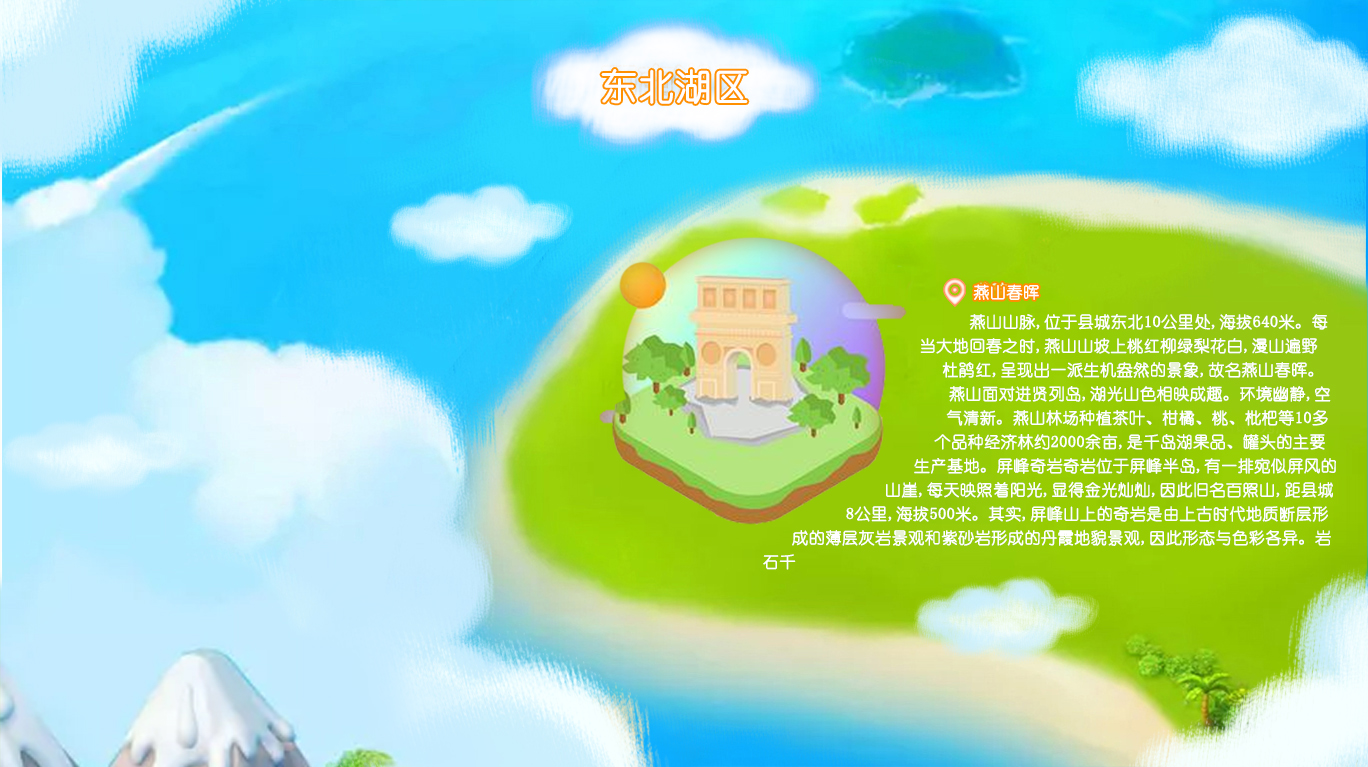 东北湖区
燕山春晖
燕山山脉,位于县城东北10公里处,海拔640米。每
当大地回春之时,燕山山坡上桃红柳绿梨花白,漫山遍野
杜鹃红,呈现出一派生机盎然的景象,故名燕山春晖。
燕山面对进贤列岛,湖光山色相映成趣。环境幽静,空
气清新。燕山林场种植茶叶、柑橘、桃、枇杷等10多
个品种经济林约2000余亩,是千岛湖果品、罐头的主要
生产基地。屏峰奇岩奇岩位于屏峰半岛,有一排宛似屏风的
山崖,每天映照着阳光,显得金光灿灿,因此旧名百照山,距县城
8公里,海拔500米。其实,屏峰山上的奇岩是由上古时代地质断层形
成的薄层灰岩景观和紫砂岩形成的丹霞地貌景观,因此形态与色彩各异。岩
石千